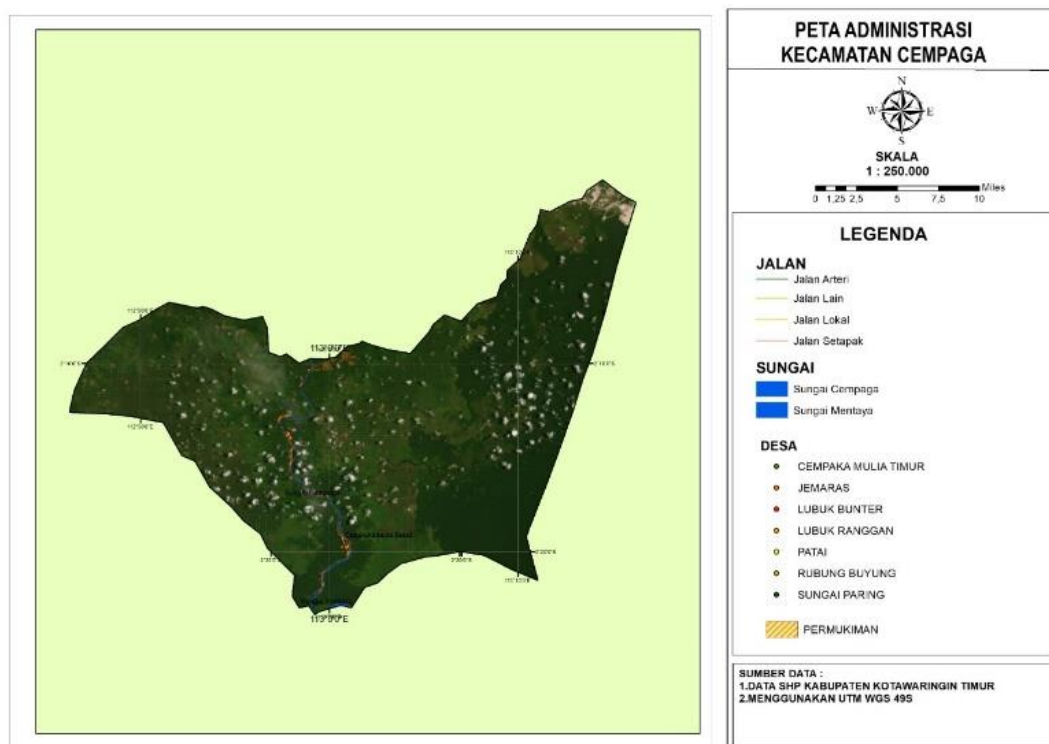 PETA ADMINISTRASI
KECAMATAN CEMPAGA
N
W E
S
SKALA
1 : 250.000
Miles
0 1,25 2,5 5 7,5 10
LEGENDA
JALAN
Jalan Arteri
Jalan Lain
Jalan Lokal
Jalan Setapak
SUNGAI
Sungai Cempaga
Sungai Mentaya
DESA
CEMPAKA MULIA TIMUR
JEMARAS
LUBUK BUNTER
LUBUK RANGGAN
PATAI
RUBUNG BUYUNG
SUNGAI PARING
PERMUKIMAN
SUMBER DATA :
1.DATA SHP KABUPATEN KOTAWARINGIN TIMUR
2.MENGGUNAKAN UTM WGS 49S
113°0'0"E